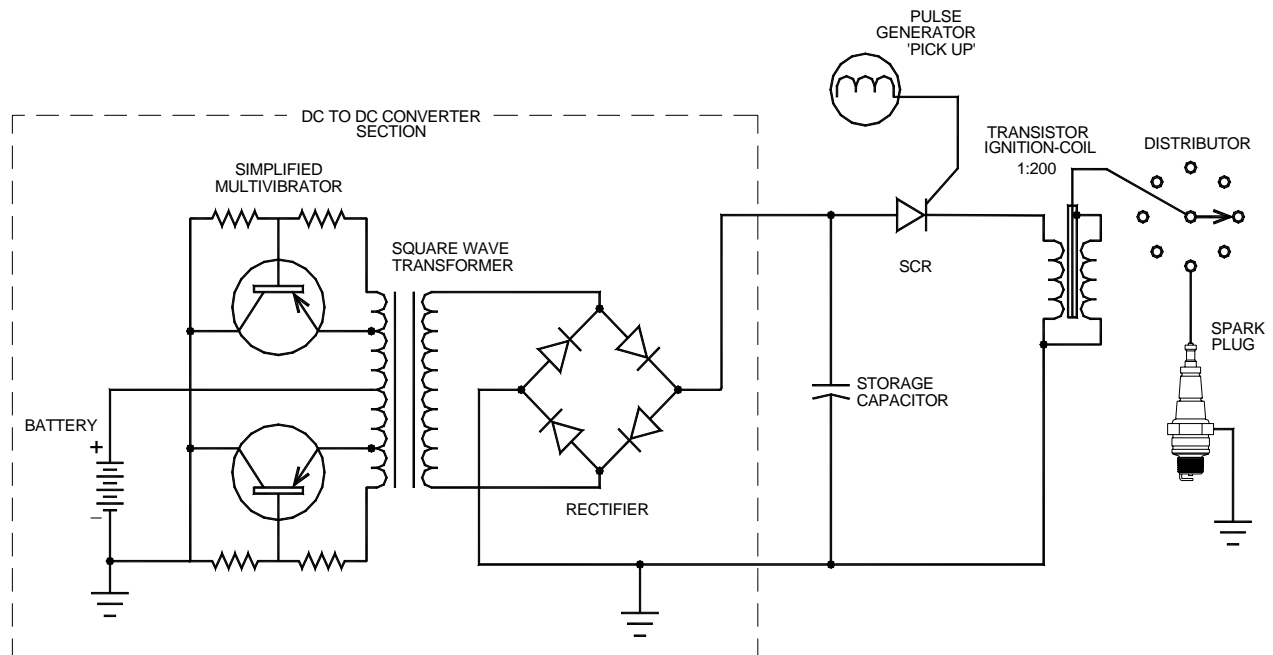 PULSE
GENERATOR
'PICK UP'
DC TO DC CONVERTER
SECTION
SIMPLIFIED
MULTIVIBRATOR
TRANSISTOR
IGNITION-COIL
1:200
DISTRIBUTOR
SQUARE WAVE
TRANSFORMER
SCR
SPARK
PLUG
STORAGE
CAPACITOR
BATTERY
+
−
RECTIFIER